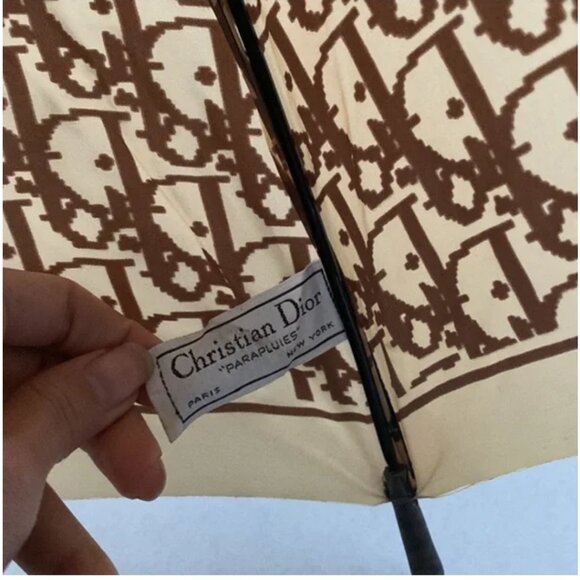 Christian Dior
"PARAPLUIES"
PARIS NEW YORK